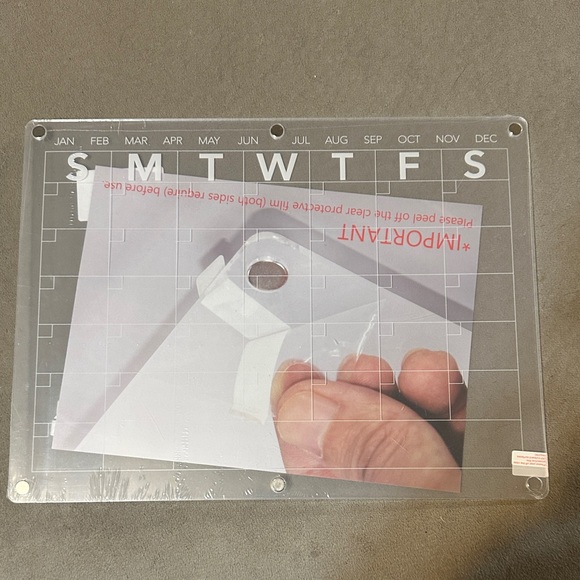 JAN FEB MAR APR MAY JUN JUL AUG SEP OCT NOV DEC
S M T W T F S
*IMPORTANT
Please peel off the clear protective film (both sides require) before use